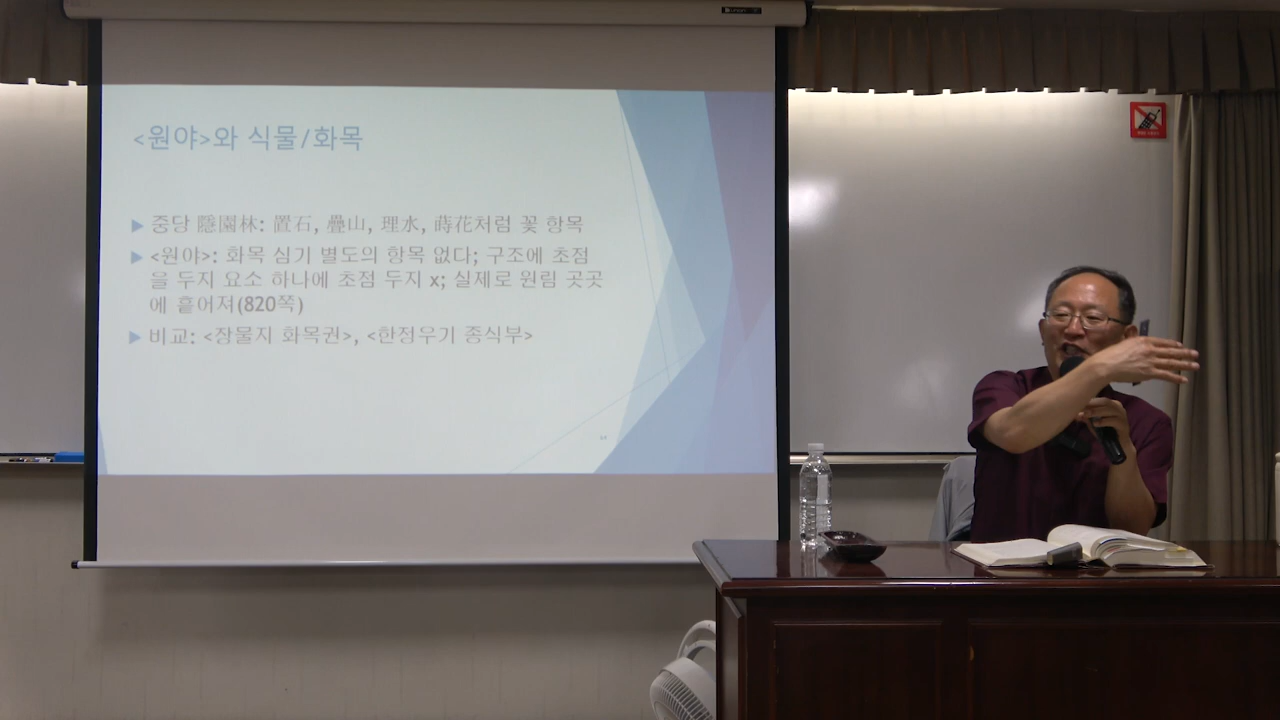 <원야>와 식물/화목
중당 隱園林: 置石, 疊山, 理水, 蒔花처럼 꽃 항목
<원야>: 화목 심기 별도의 항목 없다; 구조에 초점
을 두지 요소 하나에 초점 두지 x; 실제로 원림 곳곳
에 흩어져(820쪽)
비교: <장물지 화목권>, <한정우기 종식부>